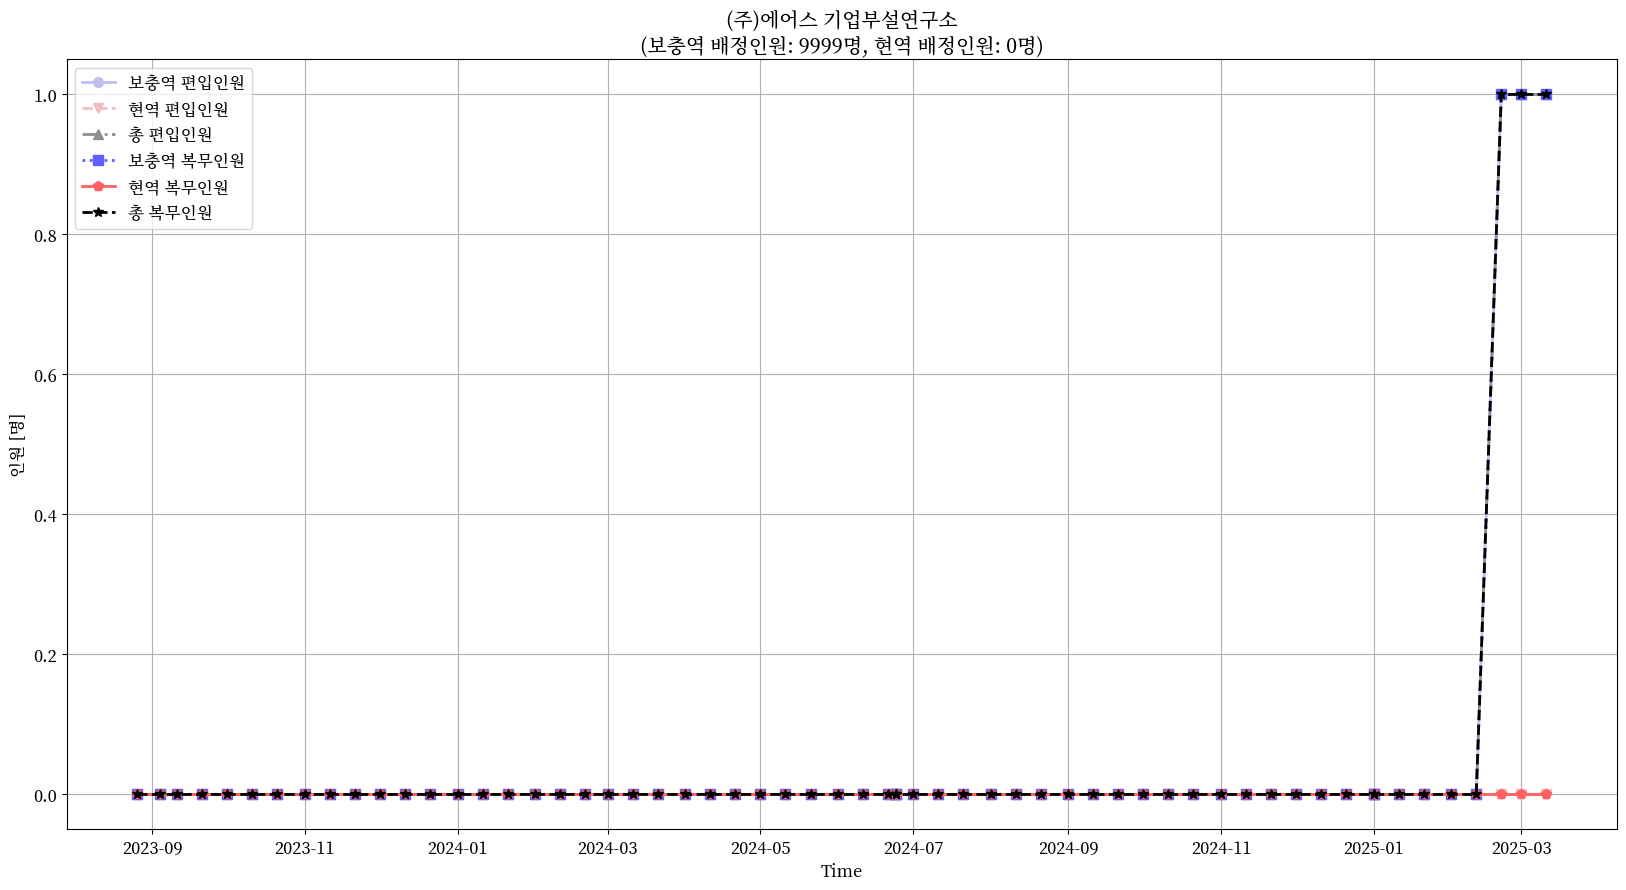 (주)에어스 기업부설연구소
(보충역 배정인원: 9999명, 현역 배정인원: 0명)
보충역 편입인원
현역 편입인원
총 편입인원
보충역 복무인원
현역 복무인원
총 복무인원
1.0
0.8
0.6
0.4
0.2
0.0
인원 [명]
2023-09 2023-11 2024-01 2024-03 2024-05 2024-07 2024-09 2024-11 2025-01 2025-03
Time